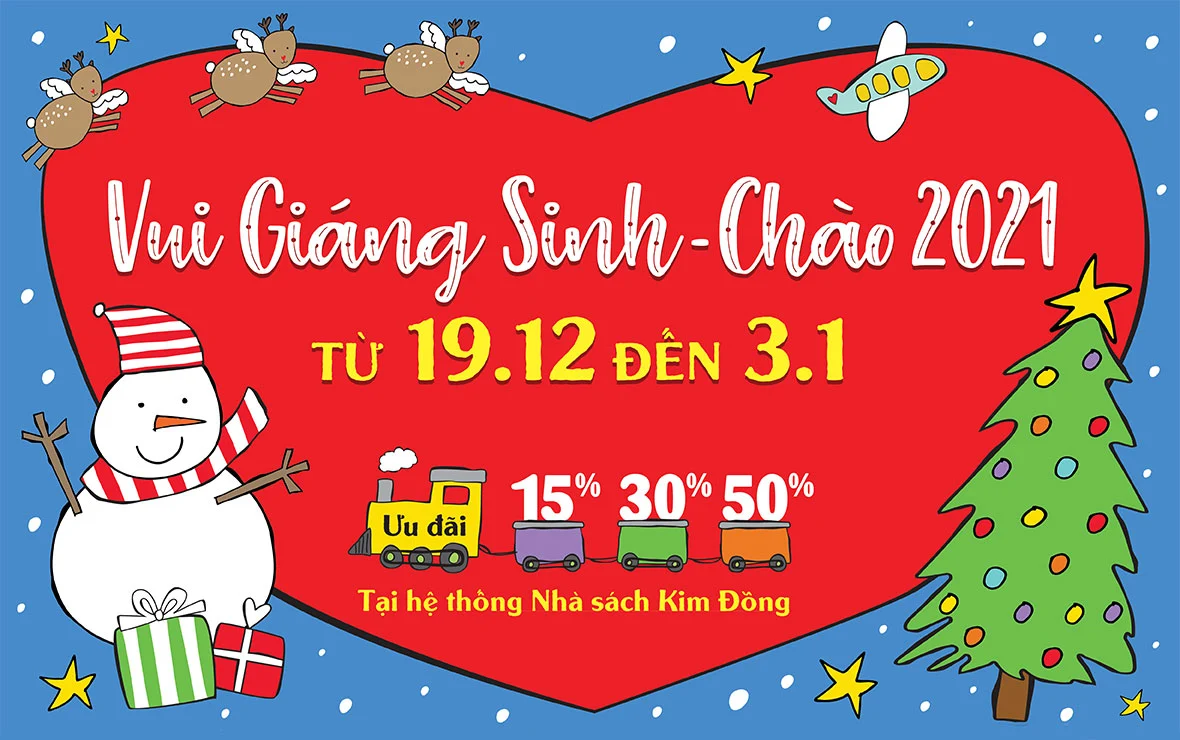 Vui Giáng Sinh - Chào 2021
TỪ 19.12 ĐẾN 3.1
Ưu đãi 15% 30% 50%
Tại hệ thống Nhà sách Kim Đồng